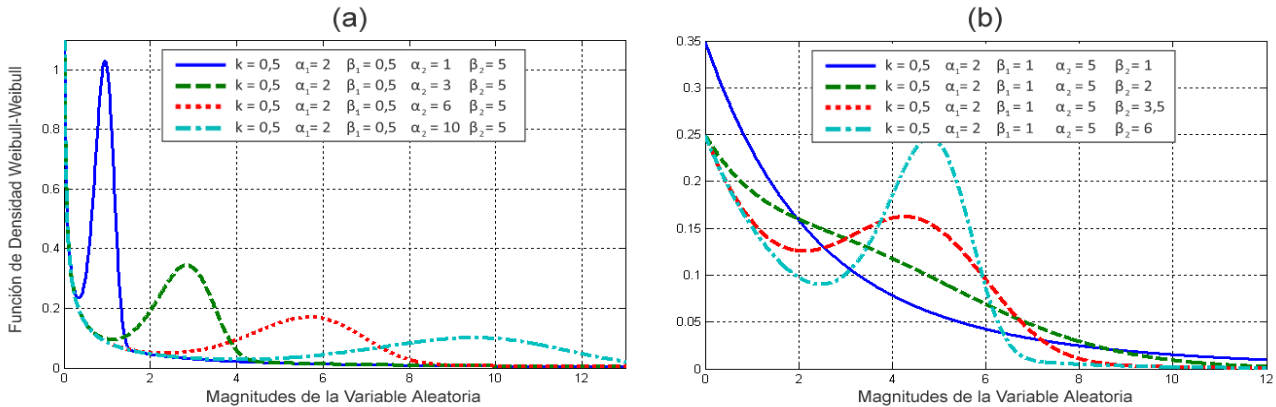 (a)
Función de Densidad Weibull-Weibull
1
0.8
0.6
0.4
0.2
0
k = 0,5 α₁= 2 β₁= 0,5 α₂= 1 β₂= 5
k = 0,5 α₁= 2 β₁= 0,5 α₂= 3 β₂= 5
k = 0,5 α₁= 2 β₁= 0,5 α₂= 6 β₂= 5
k = 0,5 α₁= 2 β₁= 0,5 α₂= 10 β₂= 5
0 2 4 6 8 10 12
Magnitudes de la Variable Aleatoria
(b)
0.35
0.3
0.25
0.2
0.15
0.1
0.05
0
k = 0,5 α₁= 2 β₁= 1 α₂= 5 β₂= 1
k = 0,5 α₁= 2 β₁= 1 α₂= 5 β₂= 2
k = 0,5 α₁= 2 β₁= 1 α₂= 5 β₂= 3,5
k = 0,5 α₁= 2 β₁= 1 α₂= 5 β₂= 6
0 2 4 6 8 10 12
Magnitudes de la Variable Aleatoria